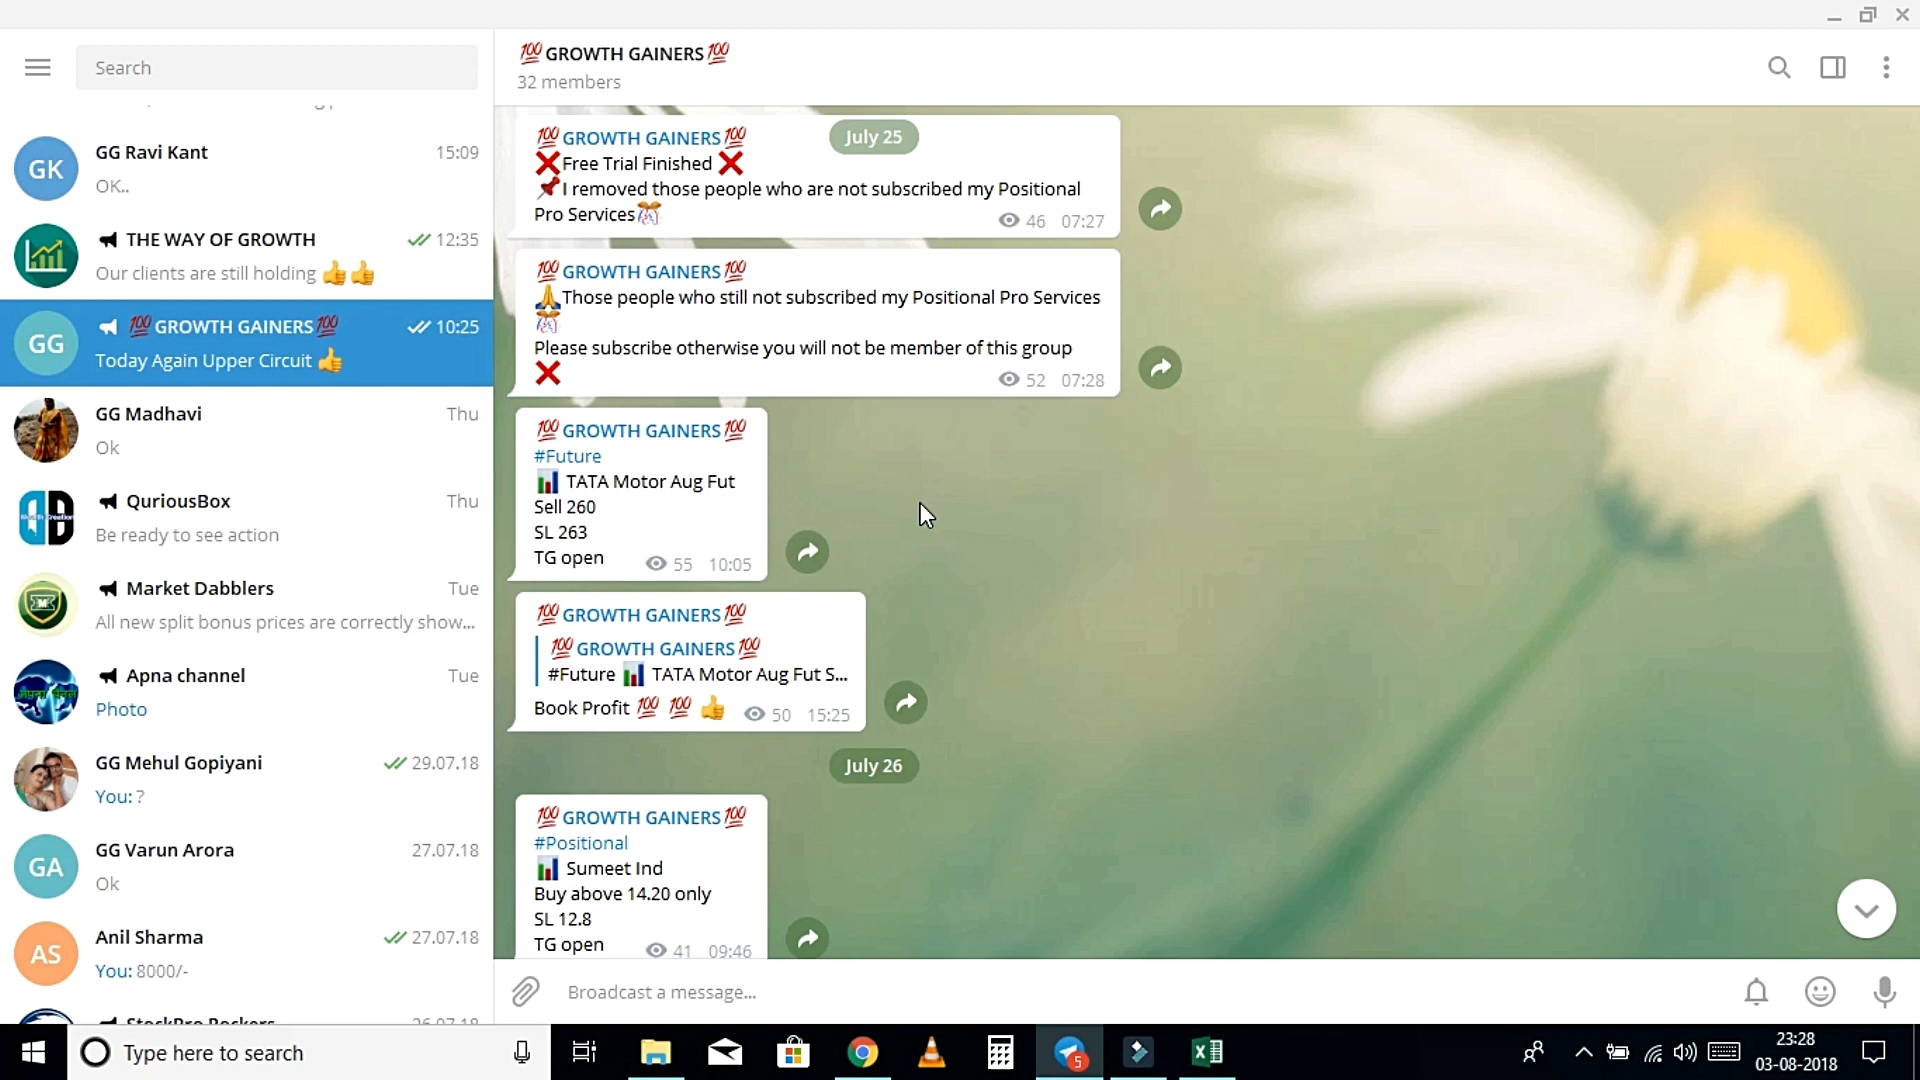 Search
GG Ravi Kant 15:09
GK
OK..
THE WAY OF GROWTH 12:35
Our clients are still holding 👍👍
💯GROWTH GAINERS💯 10:25
GG
Today Again Upper Circuit 👍
GG Madhavi Thu
Ok
QuriousBox Thu
Be ready to see action
Market Dabblers Tue
All new split bonus prices are correctly show...
Apna channel Tue
Photo
GG Mehul Gopiyani 29.07.18
You: ?
GG Varun Arora 27.07.18
GA
Ok
Anil Sharma 27.07.18
AS
You: 8000/-
💯GROWTH GAINERS💯
32 members
July 25
💯GROWTH GAINERS💯
❌Free Trial Finished ❌
📌I removed those people who are not subscribed my Positional
Pro Services🎊 46 07:27
💯GROWTH GAINERS💯
🙏Those people who still not subscribed my Positional Pro Services
🎊
Please subscribe otherwise you will not be member of this group
❌ 52 07:28
💯GROWTH GAINERS💯
#Future
📊 TATA Motor Aug Fut
Sell 260
SL 263
TG open 55 10:05
💯GROWTH GAINERS💯
💯GROWTH GAINERS💯
#Future 📊 TATA Motor Aug Fut S...
Book Profit 💯 💯 👍 50 15:25
July 26
💯GROWTH GAINERS💯
#Positional
📊 Sumeet Ind
Buy above 14.20 only
SL 12.8
TG open 41 09:46
Broadcast a message...
Type here to search
5
23:28
03-08-2018